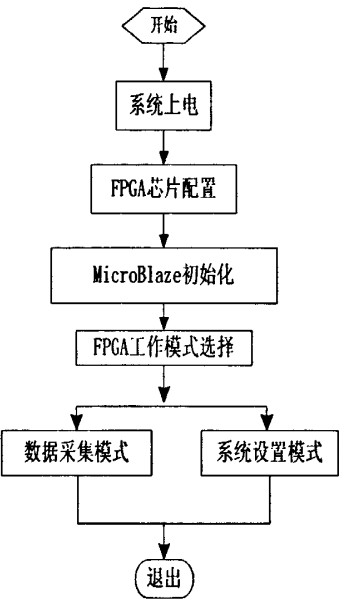 开始
系统上电
FPGA芯片配置
MicroBlaze初始化
FPGA工作模式选择
数据采集模式
系统设置模式
退出